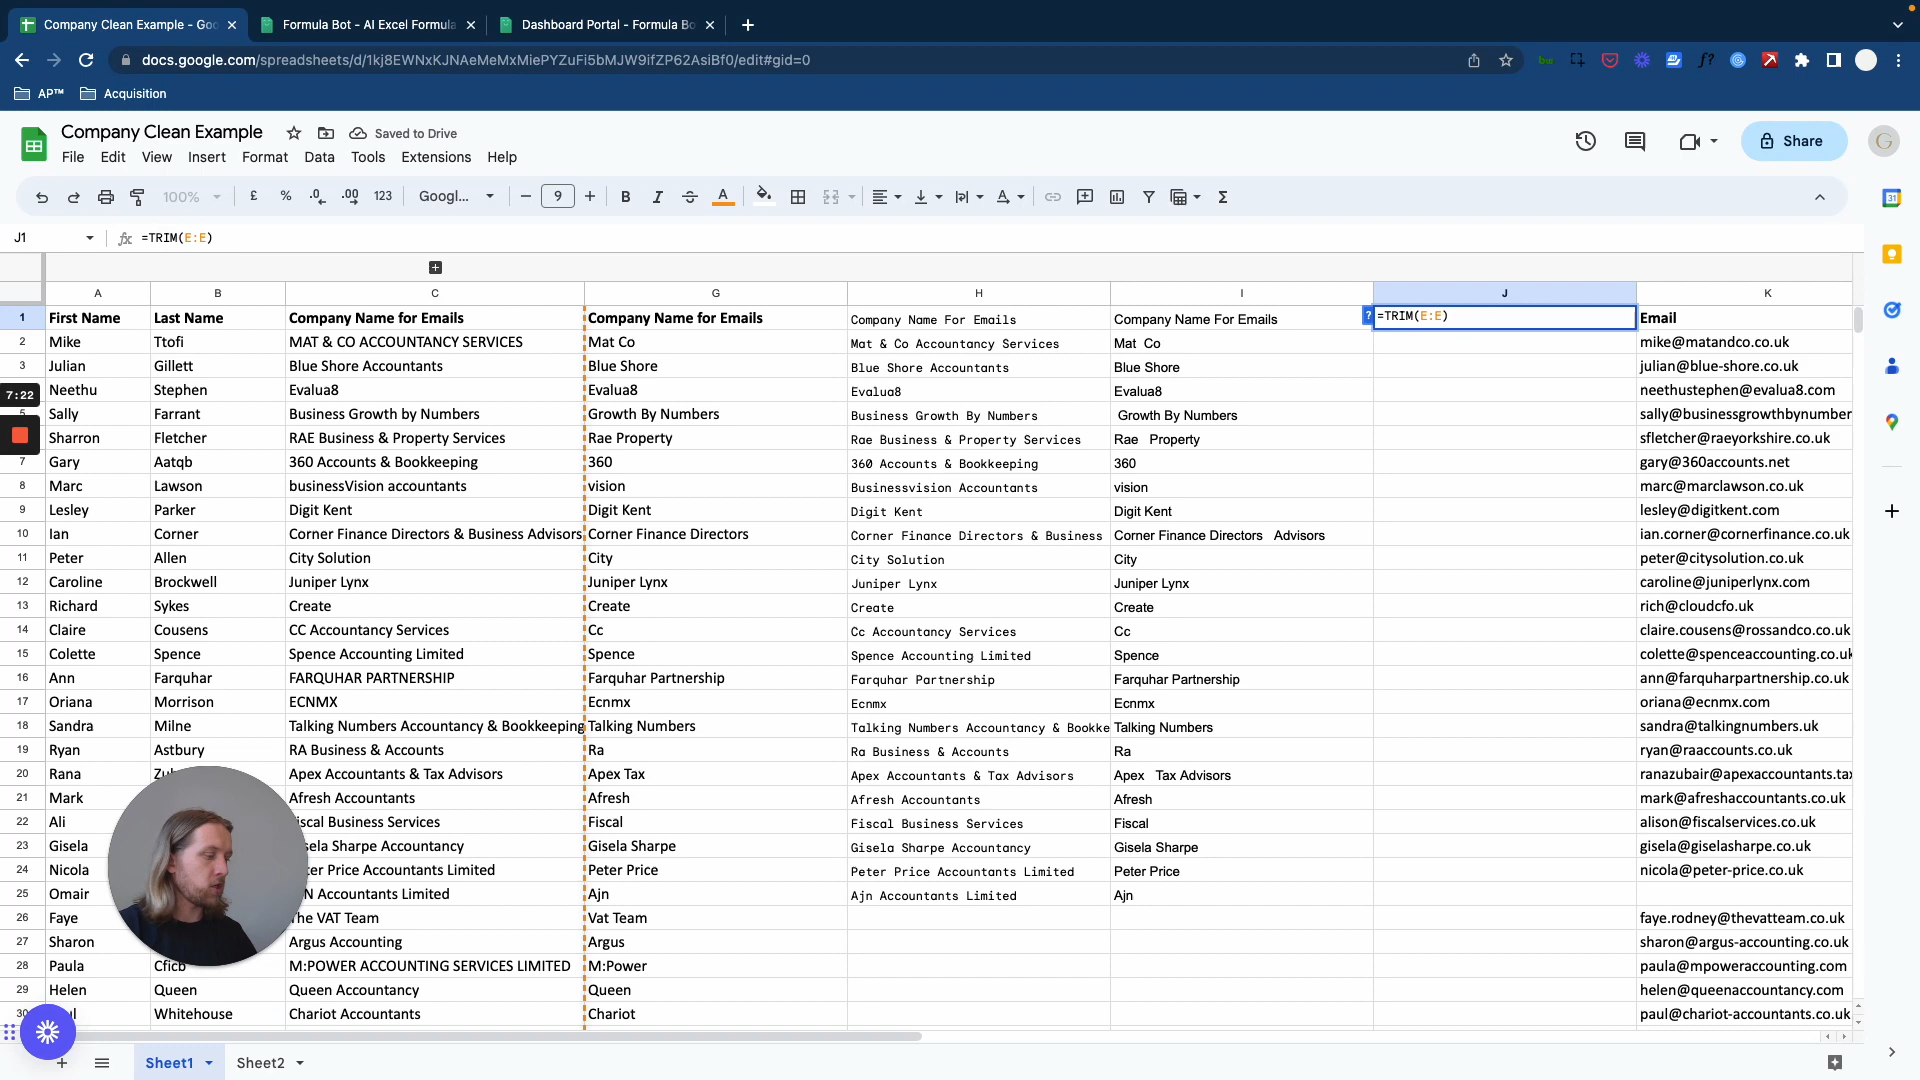 Company Clean Example - Goo
Formula Bot - AI Excel Formula
Dashboard Portal - Formula Bo
docs.google.com/spreadsheets/d/1kj8EWNxKJNAeMeMxMiePYZuFi5bMJW9ifZP62AsiBf0/edit#gid=0
AP™ Acquisition
Company Clean Example Saved to Drive
File Edit View Insert Format Data Tools Extensions Help
Share
G
100% £ % .0 .00 123 Googl... 9 B I S A Σ
31
J1 fx =TRIM(E:E)
A B C G H I J K
1 First Name Last Name Company Name for Emails Company Name for Emails Company Name For Emails Company Name For Emails ? =TRIM(E:E) Email
2 Mike Ttofi MAT & CO ACCOUNTANCY SERVICES Mat Co Mat & Co Accountancy Services Mat Co mike@matandco.co.uk
3 Julian Gillett Blue Shore Accountants Blue Shore Blue Shore Accountants Blue Shore julian@blue-shore.co.uk
7:22
Neethu Stephen Evalua8 Evalua8 Evalua8 Evalua8 neethustephen@evalua8.com
5 Sally Farrant Business Growth by Numbers Growth By Numbers Business Growth By Numbers Growth By Numbers sally@businessgrowthbynumber
Sharron Fletcher RAE Business & Property Services Rae Property Rae Business & Property Services Rae Property sfletcher@raeyorkshire.co.uk
7 Gary Aatqb 360 Accounts & Bookkeeping 360 360 Accounts & Bookkeeping 360 gary@360accounts.net
8 Marc Lawson businessVision accountants vision Businessvision Accountants vision marc@marclawson.co.uk
9 Lesley Parker Digit Kent Digit Kent Digit Kent Digit Kent lesley@digitkent.com
10 Ian Corner Corner Finance Directors & Business Advisors Corner Finance Directors Corner Finance Directors & Business Corner Finance Directors Advisors ian.corner@cornerfinance.co.uk
11 Peter Allen City Solution City City Solution City peter@citysolution.co.uk
12 Caroline Brockwell Juniper Lynx Juniper Lynx Juniper Lynx Juniper Lynx caroline@juniperlynx.com
13 Richard Sykes Create Create Create Create rich@cloudcfo.uk
14 Claire Cousens CC Accountancy Services Cc Cc Accountancy Services Cc claire.cousens@rossandco.co.uk
15 Colette Spence Spence Accounting Limited Spence Spence Accounting Limited Spence colette@spenceaccounting.co.uk
16 Ann Farquhar FARQUHAR PARTNERSHIP Farquhar Partnership Farquhar Partnership Farquhar Partnership ann@farquharpartnership.co.uk
17 Oriana Morrison ECNMX Ecnmx Ecnmx Ecnmx oriana@ecnmx.com
18 Sandra Milne Talking Numbers Accountancy & Bookkeeping Talking Numbers Talking Numbers Accountancy & Bookke Talking Numbers sandra@talkingnumbers.uk
19 Ryan Astbury RA Business & Accounts Ra Ra Business & Accounts Ra ryan@raaccounts.co.uk
20 Rana Zu Apex Accountants & Tax Advisors Apex Tax Apex Accountants & Tax Advisors Apex Tax Advisors ranazubair@apexaccountants.tax
21 Mark Afresh Accountants Afresh Afresh Accountants Afresh mark@afreshaccountants.co.uk
22 Ali iscal Business Services Fiscal Fiscal Business Services Fiscal alison@fiscalservices.co.uk
23 Gisela sela Sharpe Accountancy Gisela Sharpe Gisela Sharpe Accountancy Gisela Sharpe gisela@giselasharpe.co.uk
24 Nicola er Price Accountants Limited Peter Price Peter Price Accountants Limited Peter Price nicola@peter-price.co.uk
25 Omair N Accountants Limited Ajn Ajn Accountants Limited Ajn
26 Faye he VAT Team Vat Team faye.rodney@thevatteam.co.uk
27 Sharon Argus Accounting Argus sharon@argus-accounting.co.uk
28 Paula Cficb M:POWER ACCOUNTING SERVICES LIMITED M:Power paula@mpoweraccounting.com
29 Helen Queen Queen Accountancy Queen helen@queenaccountancy.com
30 ul Whitehouse Chariot Accountants Chariot paul@chariot-accountants.co.uk
Sheet1 Sheet2